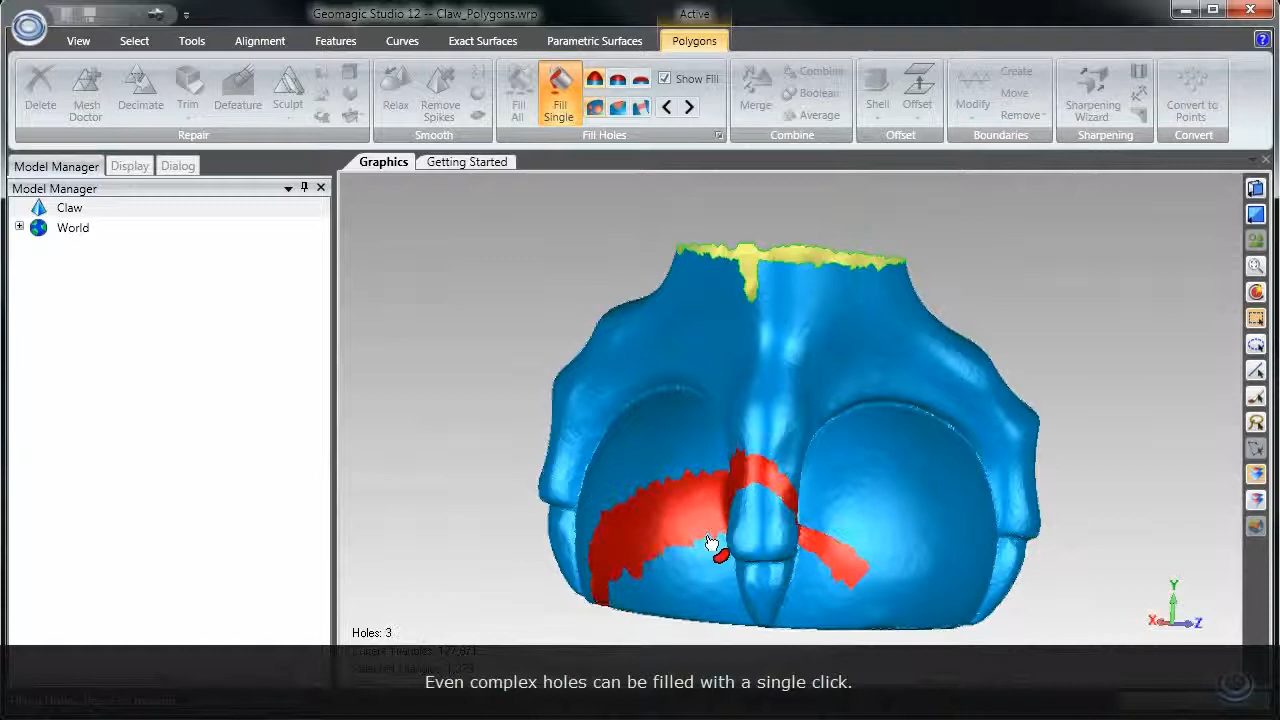 Geomagic Studio 12 -- Claw_Polygons.wrp
Active
View Select Tools Alignment Features Curves Exact Surfaces Parametric Surfaces Polygons
Delete Mesh Doctor Decimate Trim Defeature Sculpt
Repair
Relax Remove Spikes
Smooth
Fill All Fill Single Show Fill
Fill Holes
Merge Combine Boolean Average
Combine
Shell Offset
Offset
Modify Create Move Remove
Boundaries
Sharpening Wizard
Sharpening
Convert to Points
Convert
Model Manager Display Dialog
Graphics Getting Started
Model Manager
Claw
World
Y
X Z
Holes: 3
Even complex holes can be filled with a single click.